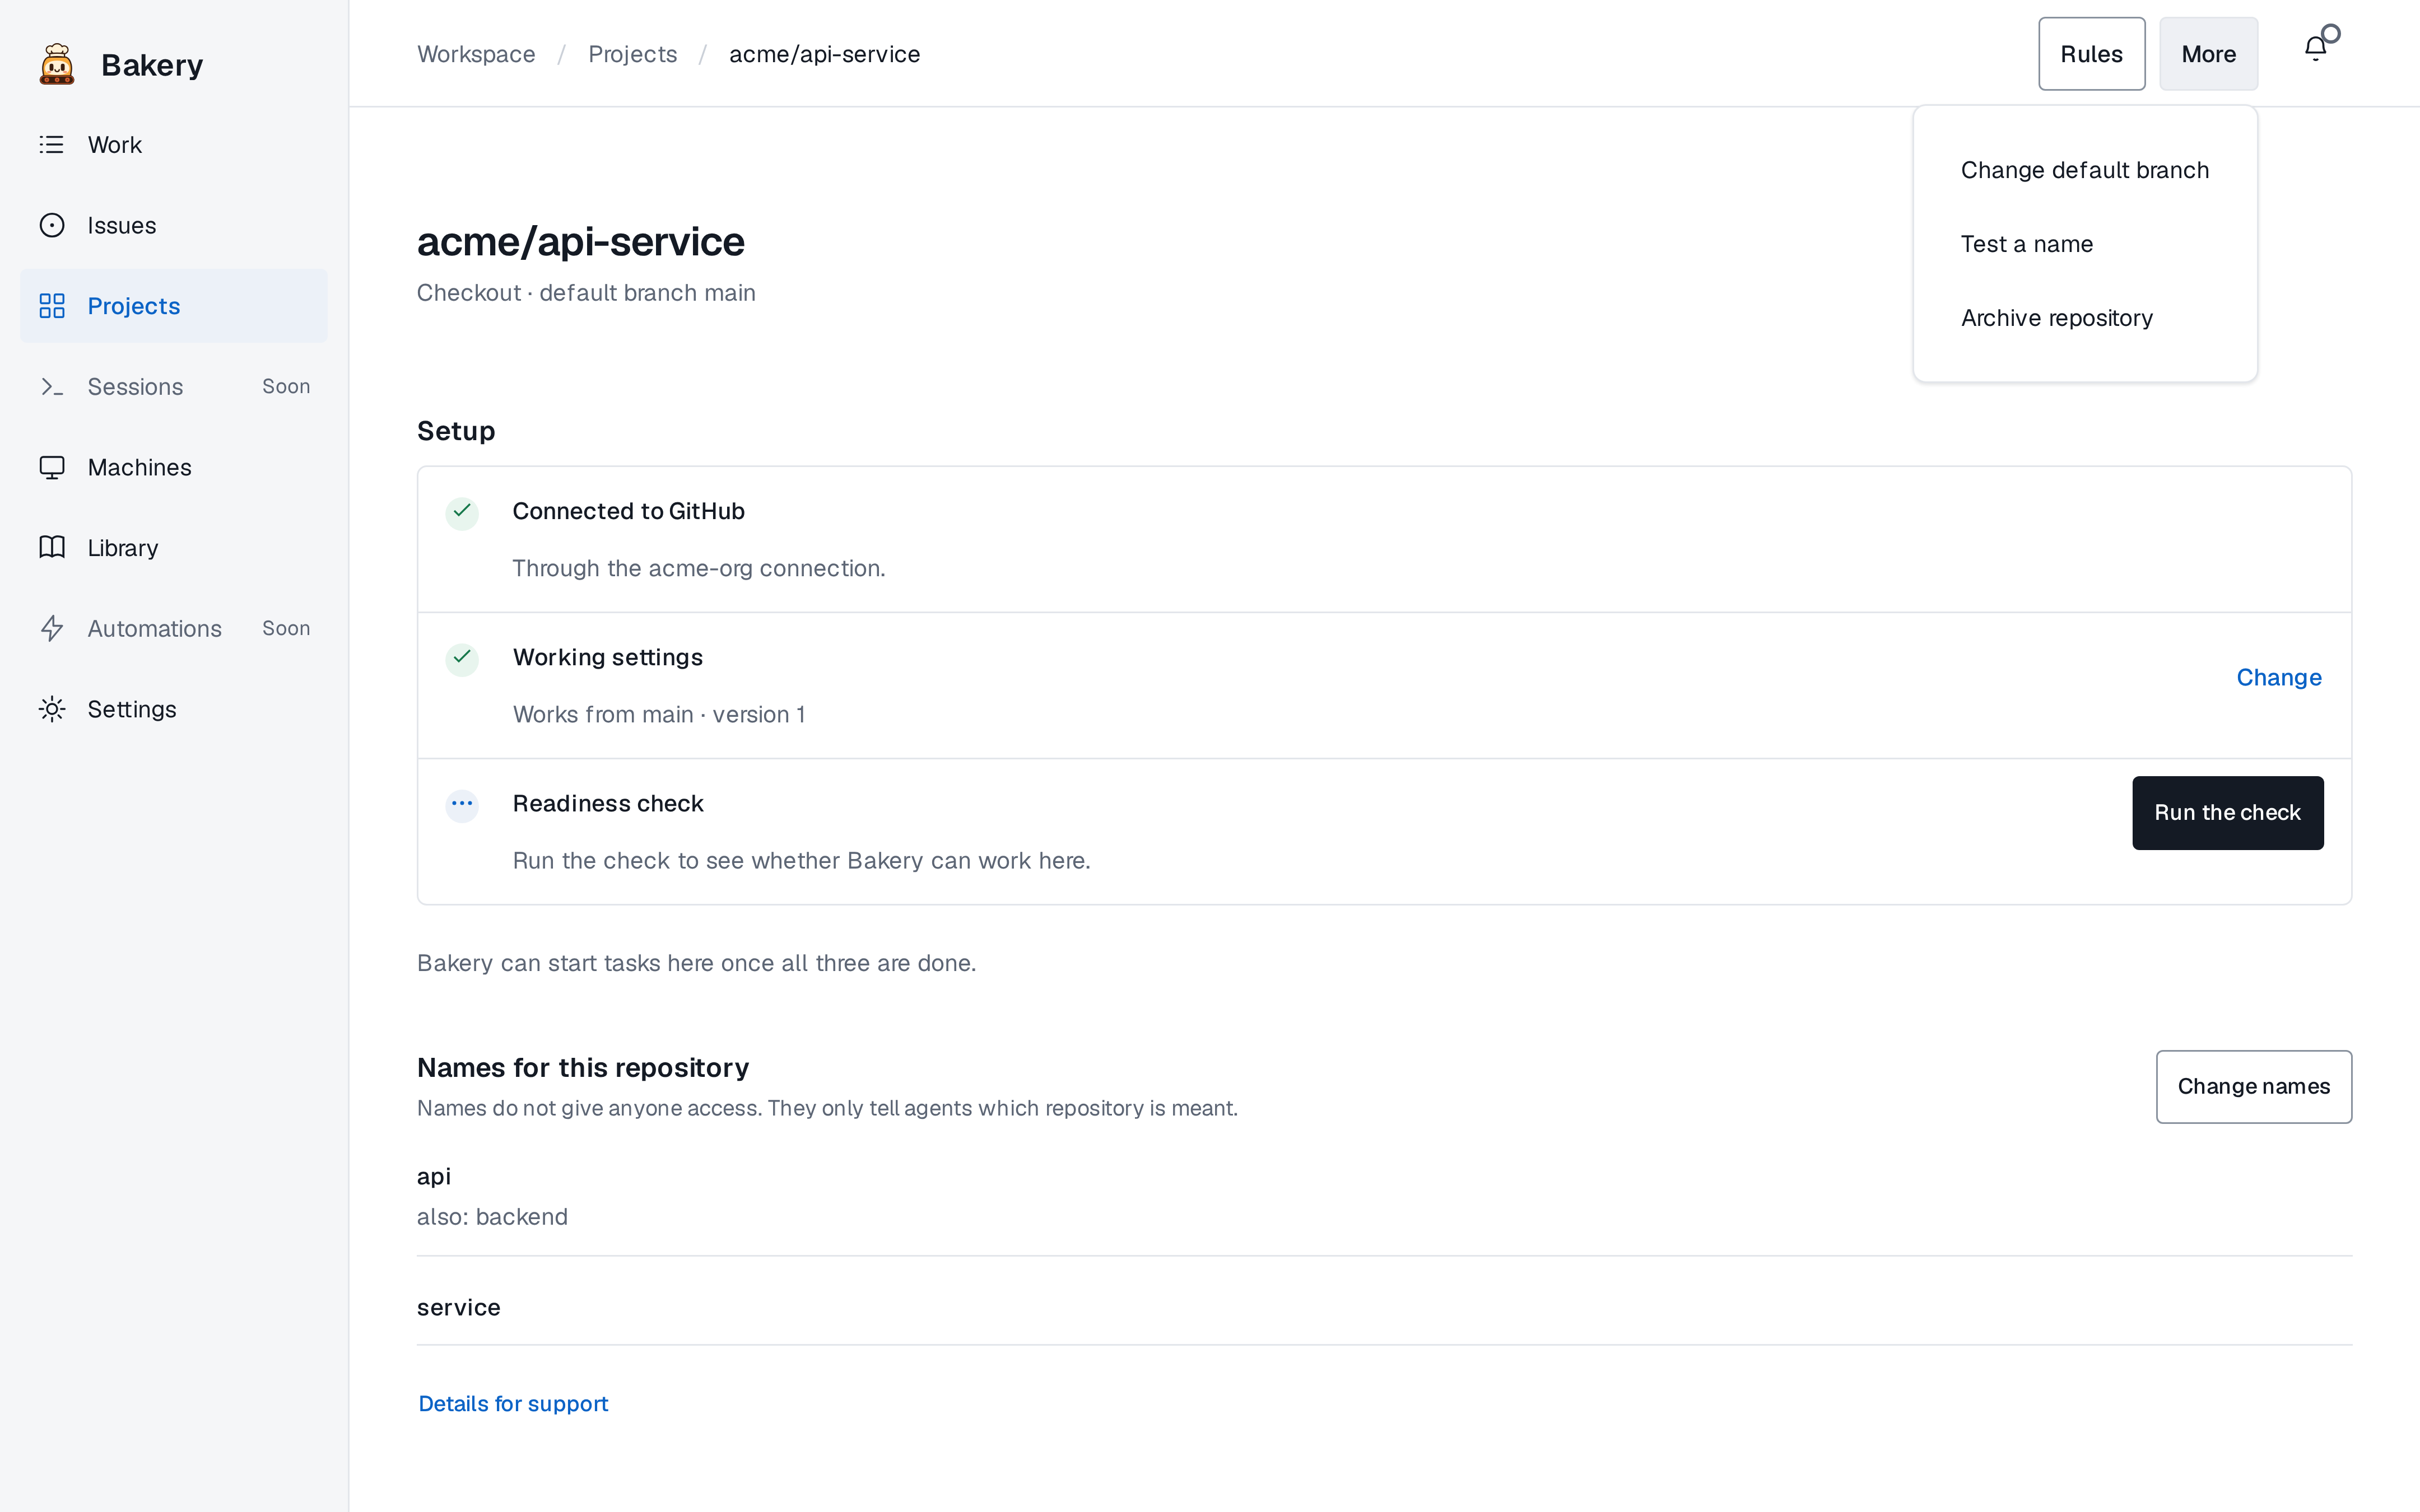 Bakery
Work
Issues
Projects
Sessions Soon
Machines
Library
Automations Soon
Settings
Workspace / Projects / acme/api-service
Rules
More
Change default branch
Test a name
Archive repository
acme/api-service
Checkout · default branch main
Setup
Connected to GitHub
Through the acme-org connection.
Working settings
Works from main · version 1
Change
Readiness check
Run the check to see whether Bakery can work here.
Run the check
Bakery can start tasks here once all three are done.
Names for this repository
Names do not give anyone access. They only tell agents which repository is meant.
Change names
api
also: backend
service
Details for support